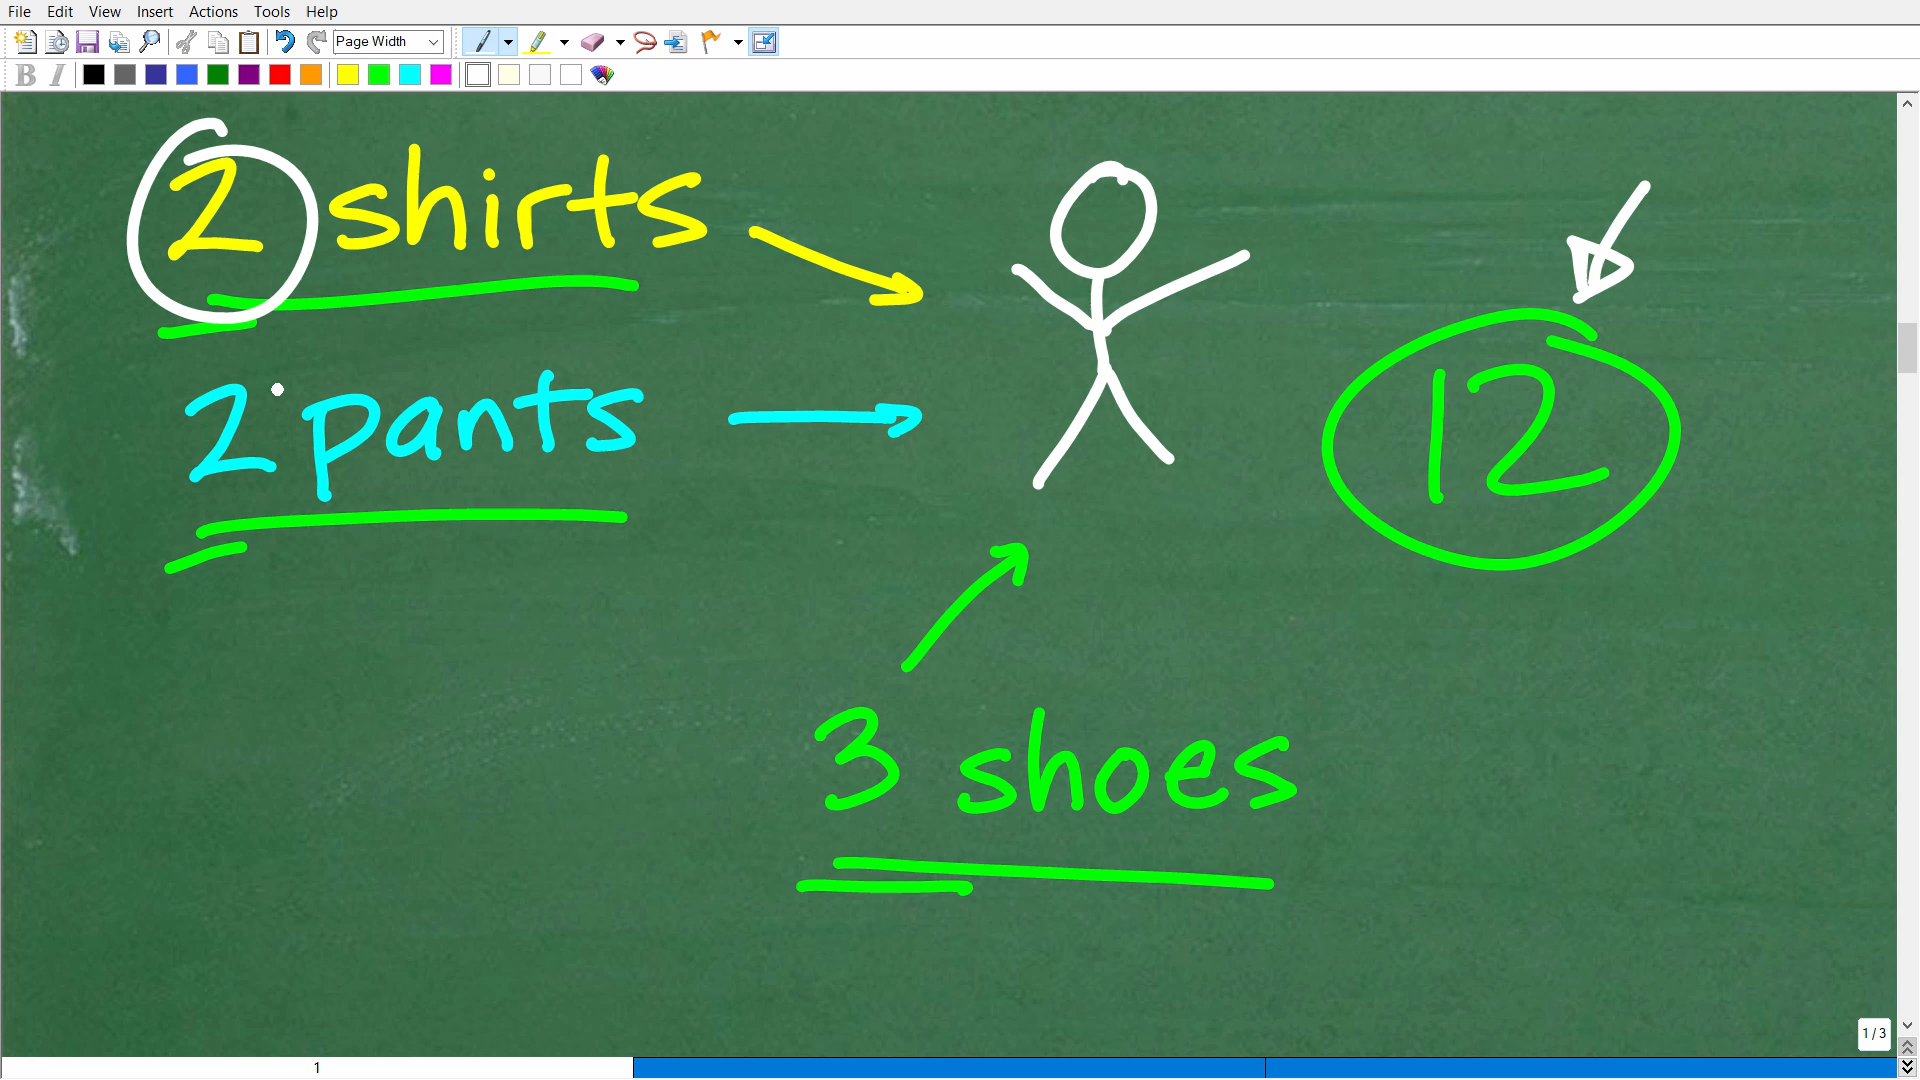 File Edit View Insert Actions Tools Help
Page Width
B I
2 shirts
2 pants
12
3 shoes
1 / 3
1